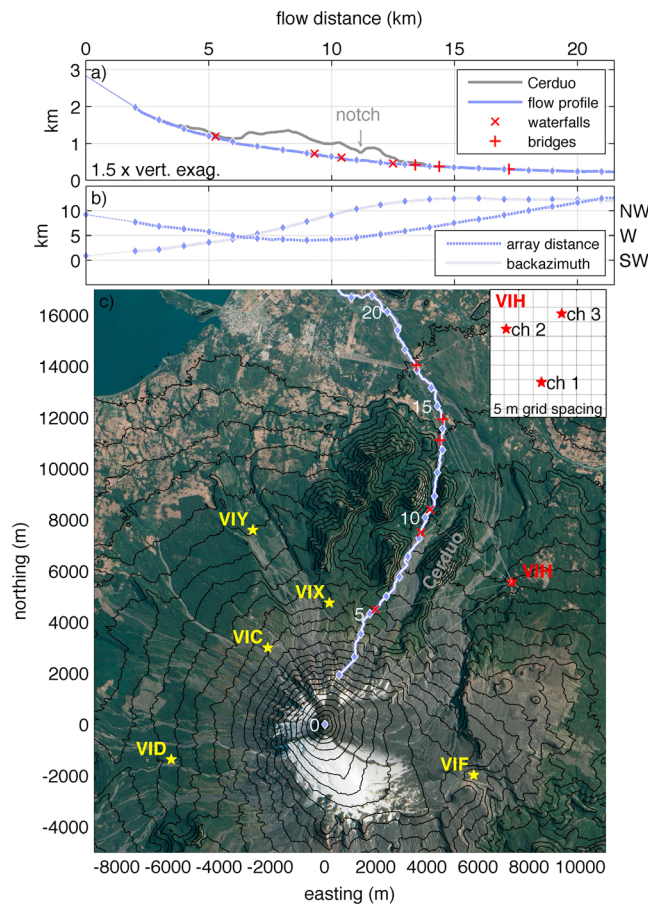 flow distance (km)
0 5 10 15 20
a)
3
2
1
0
km
notch
1.5 x vert. exag.
Cerduo
flow profile
waterfalls
bridges
b)
10
5
0
km
NW
W
SW
array distance
backazimuth
c)
16000
14000
12000
10000
8000
6000
4000
2000
0
-2000
-4000
northing (m)
20
15
10
5
0
VIH
ch 3
ch 2
ch 1
5 m grid spacing
VIY
VIX
VIC
VID
VIF
VIH
Cerduo
-8000 -6000 -4000 -2000 0 2000 4000 6000 8000 10000
easting (m)